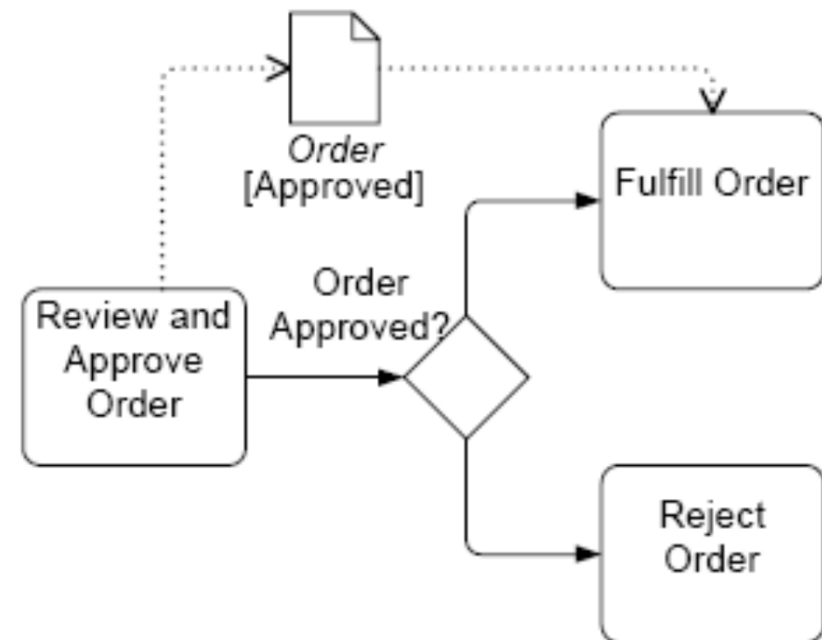 Order
[Approved]
Fulfill Order
Order
Approved?
Review and
Approve
Order
Reject
Order